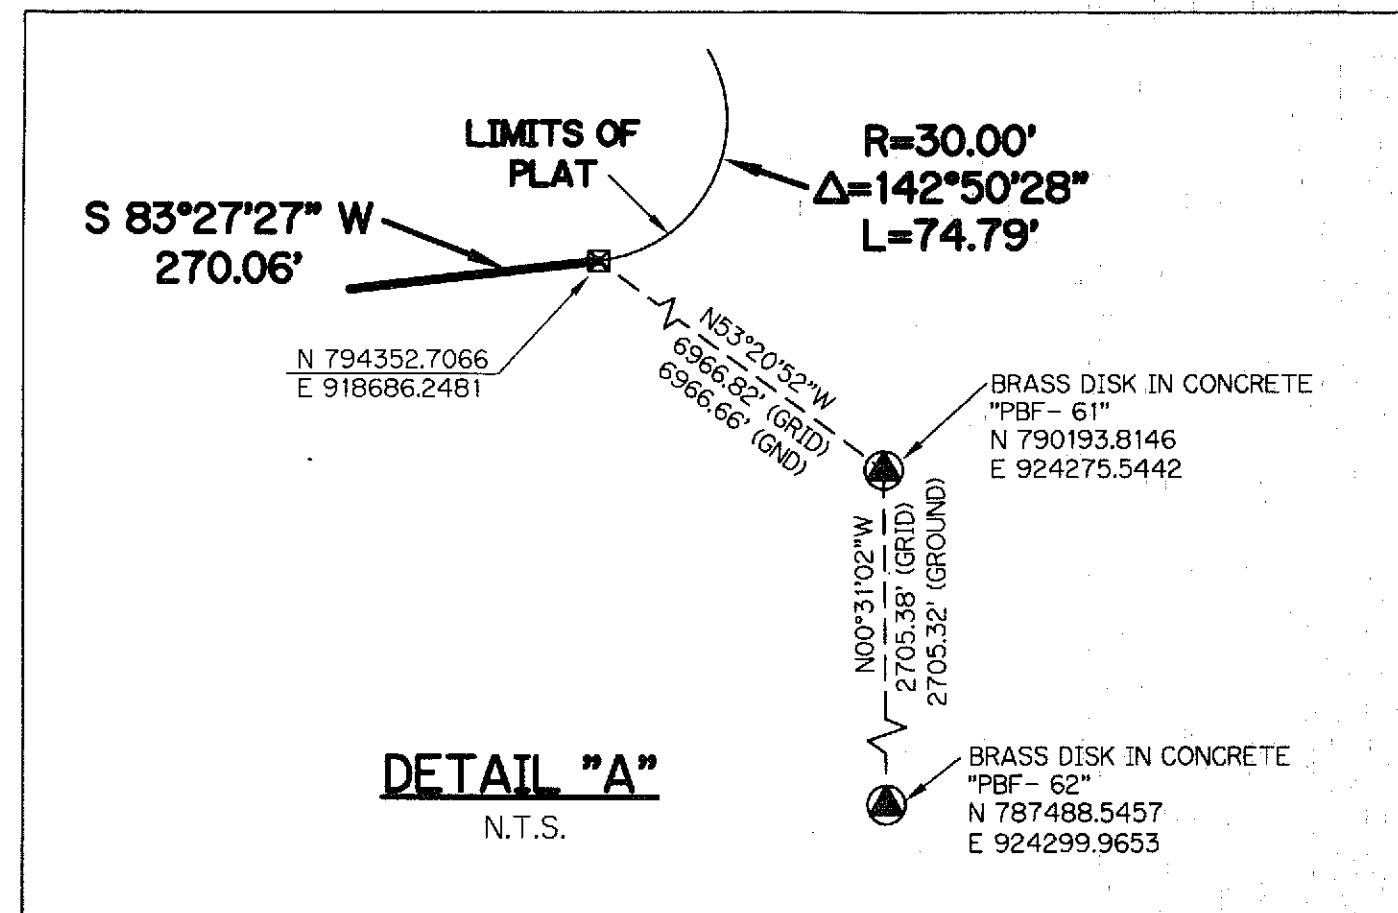 LIMITS OF
PLAT
R=30.00'
Δ=142°50'28"
L=74.79'
S 83°27'27" W
270.06'
N 794352.7066
E 918686.2481
N53°20'52"W
6966.82' (GRID)
6966.66' (GND)
BRASS DISK IN CONCRETE
"PBF- 61"
N 790193.8146
E 924275.5442
N00°31'02"W
2705.38' (GRID)
2705.32' (GROUND)
BRASS DISK IN CONCRETE
"PBF- 62"
N 787488.5457
E 924299.9653
DETAIL "A"
N.T.S.